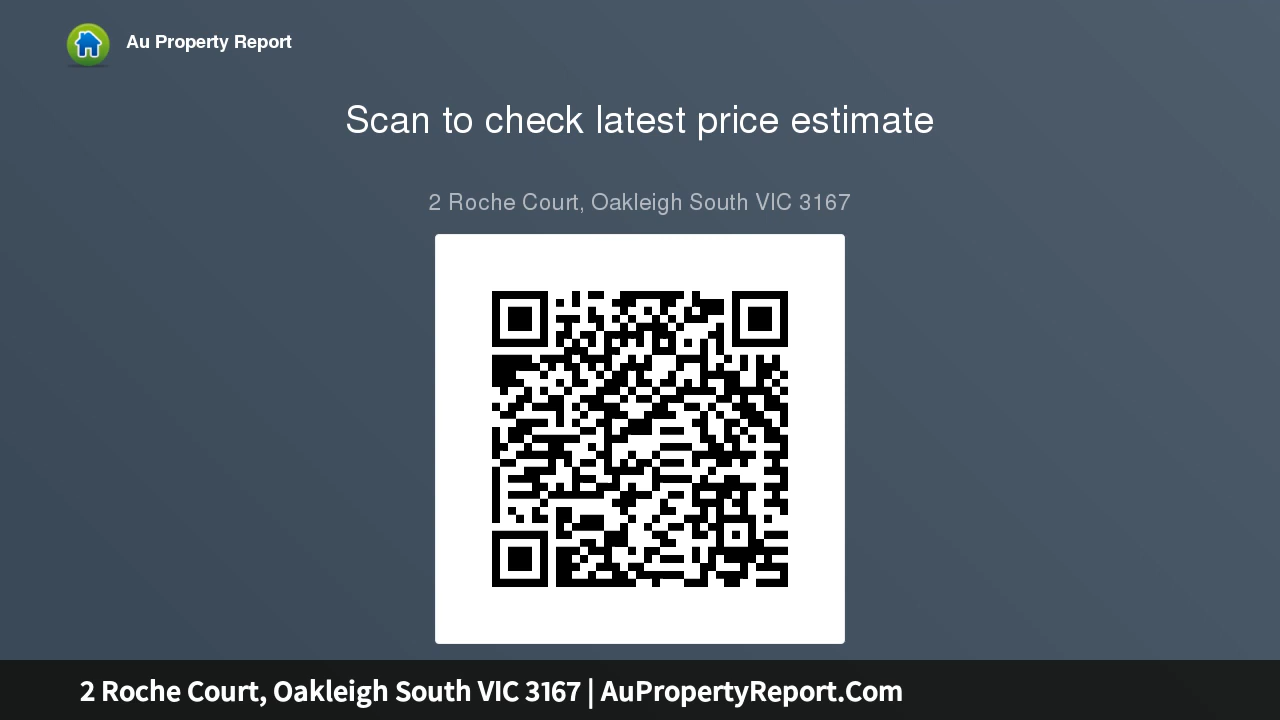 Au Property Report
Scan to check latest price estimate
2 Roche Court, Oakleigh South VIC 3167
2 Roche Court, Oakleigh South VIC 3167 | AuPropertyReport.Com